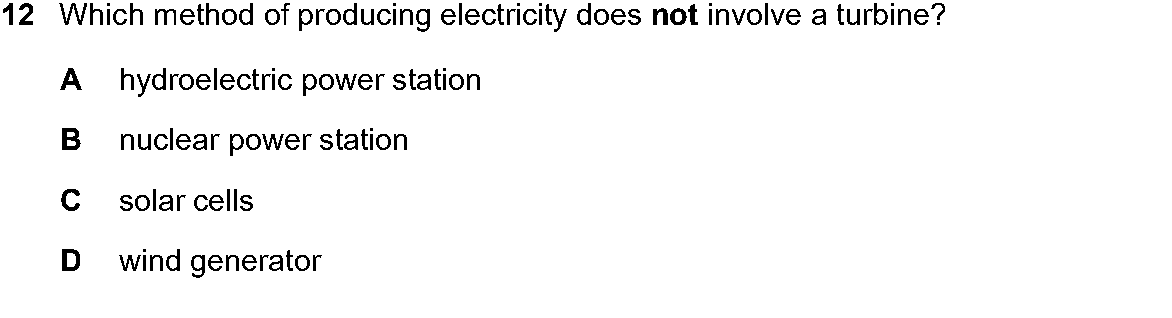 12 Which method of producing electricity does not involve a turbine?
A hydroelectric power station
B nuclear power station
C solar cells
D wind generator